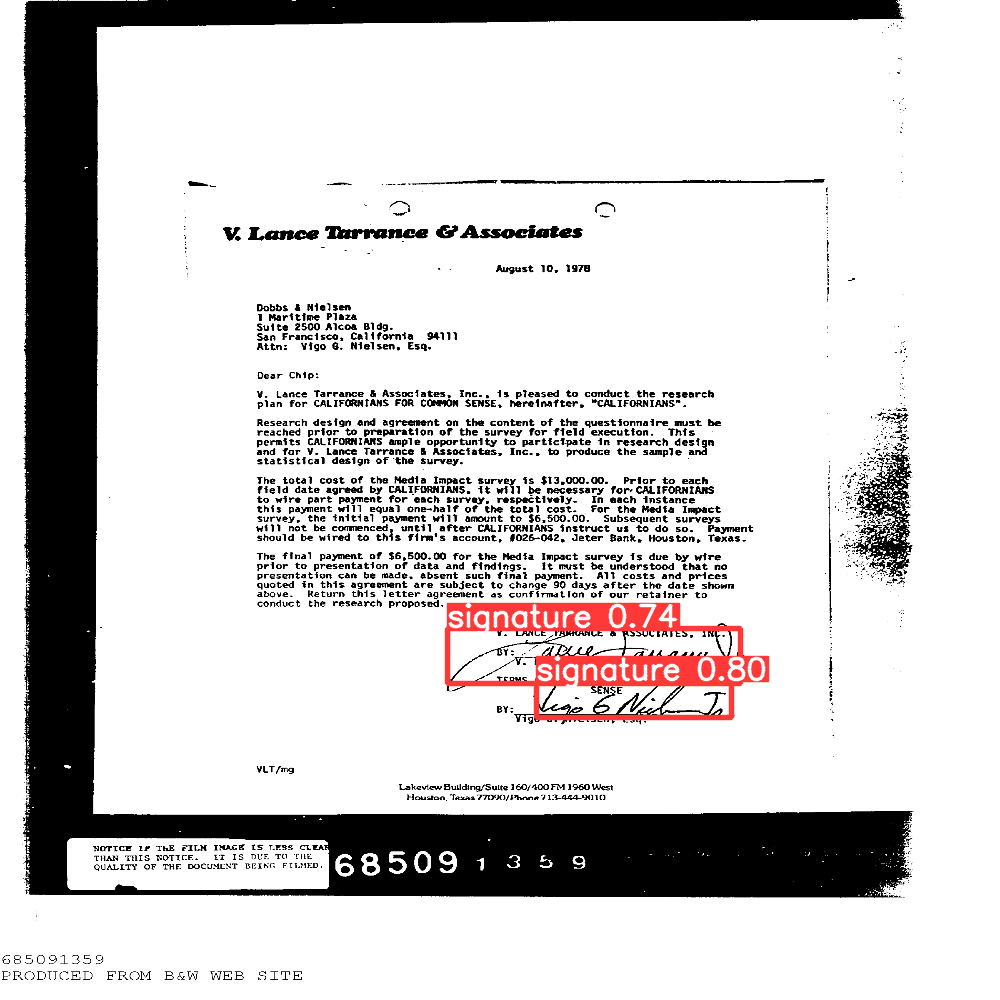 V. Lance Tarrance & Associates
August 10, 1978
Dobbs & Nielsen
1 Maritime Plaza
Suite 2500 Alcoa Bldg.
San Francisco, California 94111
Attn: Vigo G. Nielsen, Esq.
Dear Chip:
V. Lance Tarrance & Associates, Inc., is pleased to conduct the research
plan for CALIFORNIANS FOR COMMON SENSE, hereinafter, "CALIFORNIANS".
Research design and agreement on the content of the questionnaire must be
reached prior to preparation of the survey for field execution. This
permits CALIFORNIANS ample opportunity to participate in research design
and for V. Lance Tarrance & Associates, Inc., to produce the sample and
statistical design of the survey.
The total cost of the Media Impact survey is $13,000.00. Prior to each
field date agreed by CALIFORNIANS, it will be necessary for CALIFORNIANS
to wire part payment for each survey, respectively. In each instance
this payment will equal one-half of the total cost. For the Media Impact
survey, the initial payment will amount to $6,500.00. Subsequent surveys
will not be commenced, until after CALIFORNIANS instruct us to do so. Payment
should be wired to this firm's account, #026-042, Jeter Bank, Houston, Texas.
The final payment of $6,500.00 for the Media Impact survey is due by wire
prior to presentation of data and findings. It must be understood that no
presentation can be made, absent such final payment. All costs and prices
quoted in this agreement are subject to change 90 days after the date shown
above. Return this letter agreement as confirmation of our retainer to
conduct the research proposed.
signature 0.74
V. LANCE TARRANCE & ASSOCIATES, INC.
BY: Lance Tarrance
V.
signature 0.80
TERMS
SENSE
BY: Vigo G Nielsen Jr
Vigo G. Nielsen, Esq.
VLT/mg
Lakeview Building/Suite 160/400 FM 1960 West
Houston, Texas 77090/Phone 713-444-9010
NOTICE IF THE FILM IMAGE IS LESS CLEAR
THAN THIS NOTICE. IT IS DUE TO THE
QUALITY OF THE DOCUMENT BEING FILMED.
68509 1 3 5 9
685091359
PRODUCED FROM B&W WEB SITE